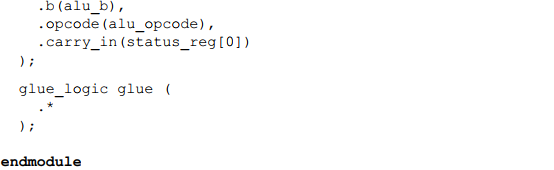 .b(alu_b),
.opcode(alu_opcode),
.carry_in(status_reg[0])
);
glue_logic glue (
.*
);
endmodule